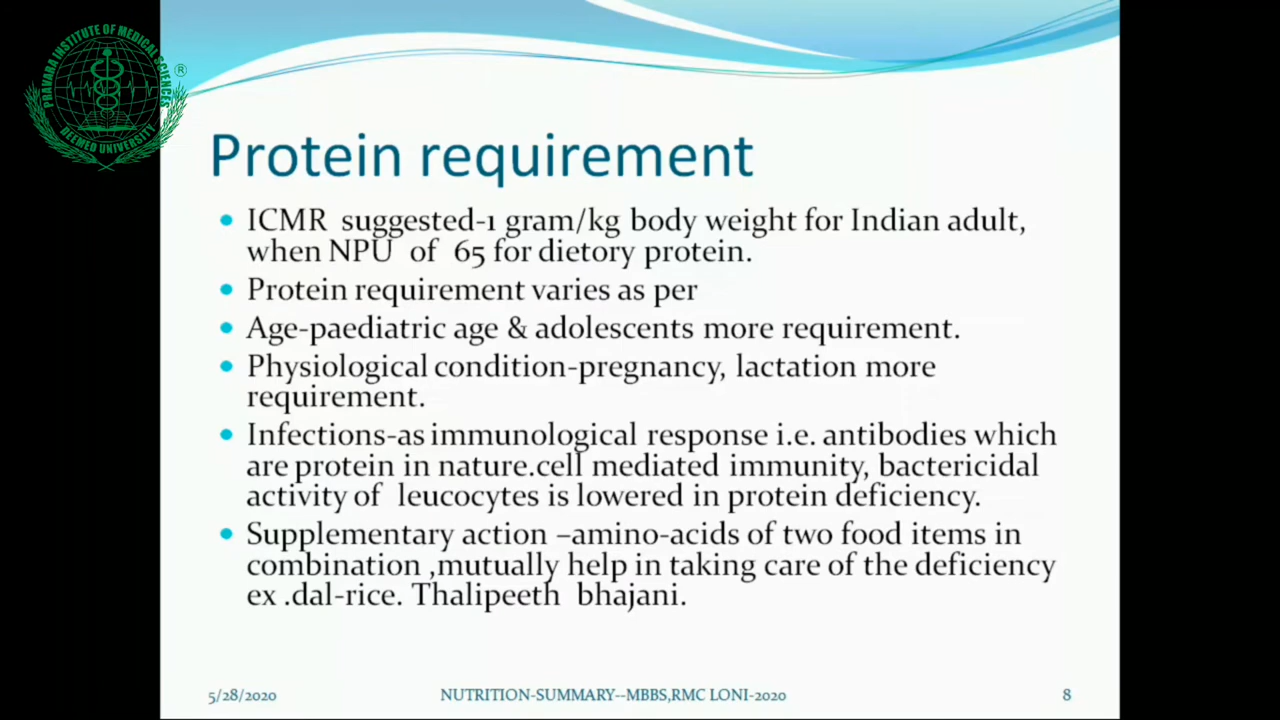 PRAVARA INSTITUTE OF MEDICAL SCIENCES
DEEMED UNIVERSITY
®
Protein requirement
• ICMR suggested-1 gram/kg body weight for Indian adult,
when NPU of 65 for dietory protein.
• Protein requirement varies as per
• Age-paediatric age & adolescents more requirement.
• Physiological condition-pregnancy, lactation more
requirement.
• Infections-as immunological response i.e. antibodies which
are protein in nature.cell mediated immunity, bactericidal
activity of leucocytes is lowered in protein deficiency.
• Supplementary action –amino-acids of two food items in
combination ,mutually help in taking care of the deficiency
ex .dal-rice. Thalipeeth bhajani.
5/28/2020 NUTRITION-SUMMARY--MBBS,RMC LONI-2020 8